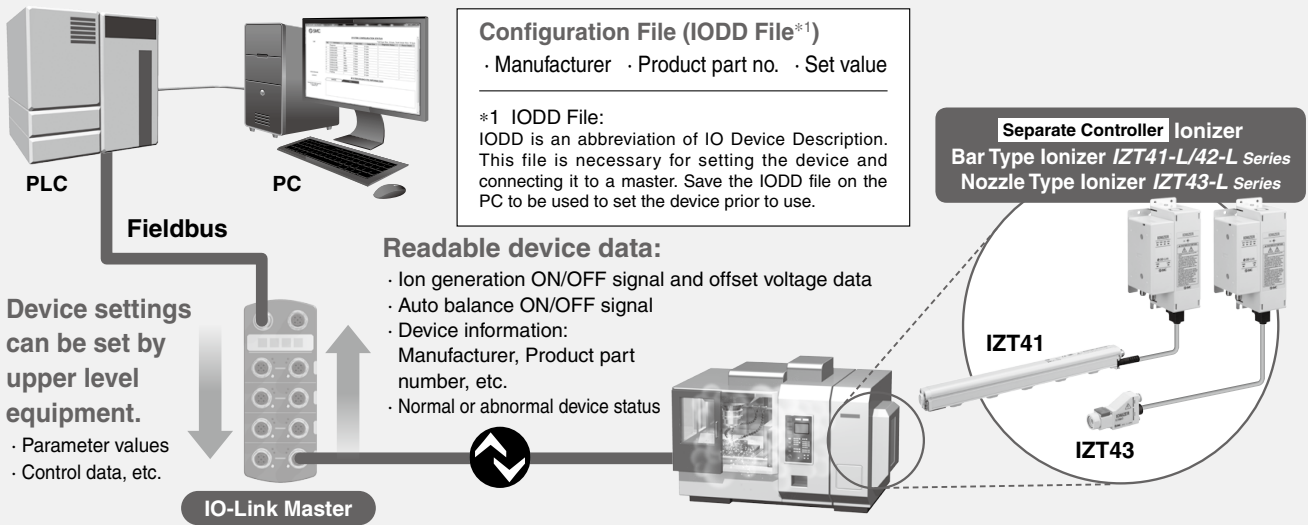 Configuration File (IODD File*1)
· Manufacturer · Product part no. · Set value
*1 IODD File:
IODD is an abbreviation of IO Device Description.
This file is necessary for setting the device and
connecting it to a master. Save the IODD file on the
PC to be used to set the device prior to use.
PLC
PC
Fieldbus
Separate Controller Ionizer
Bar Type Ionizer IZT41-L/42-L Series
Nozzle Type Ionizer IZT43-L Series
Readable device data:
· Ion generation ON/OFF signal and offset voltage data
· Auto balance ON/OFF signal
· Device information:
Manufacturer, Product part
number, etc.
· Normal or abnormal device status
Device settings
can be set by
upper level
equipment.
· Parameter values
· Control data, etc.
IO-Link Master
IZT41
IZT43